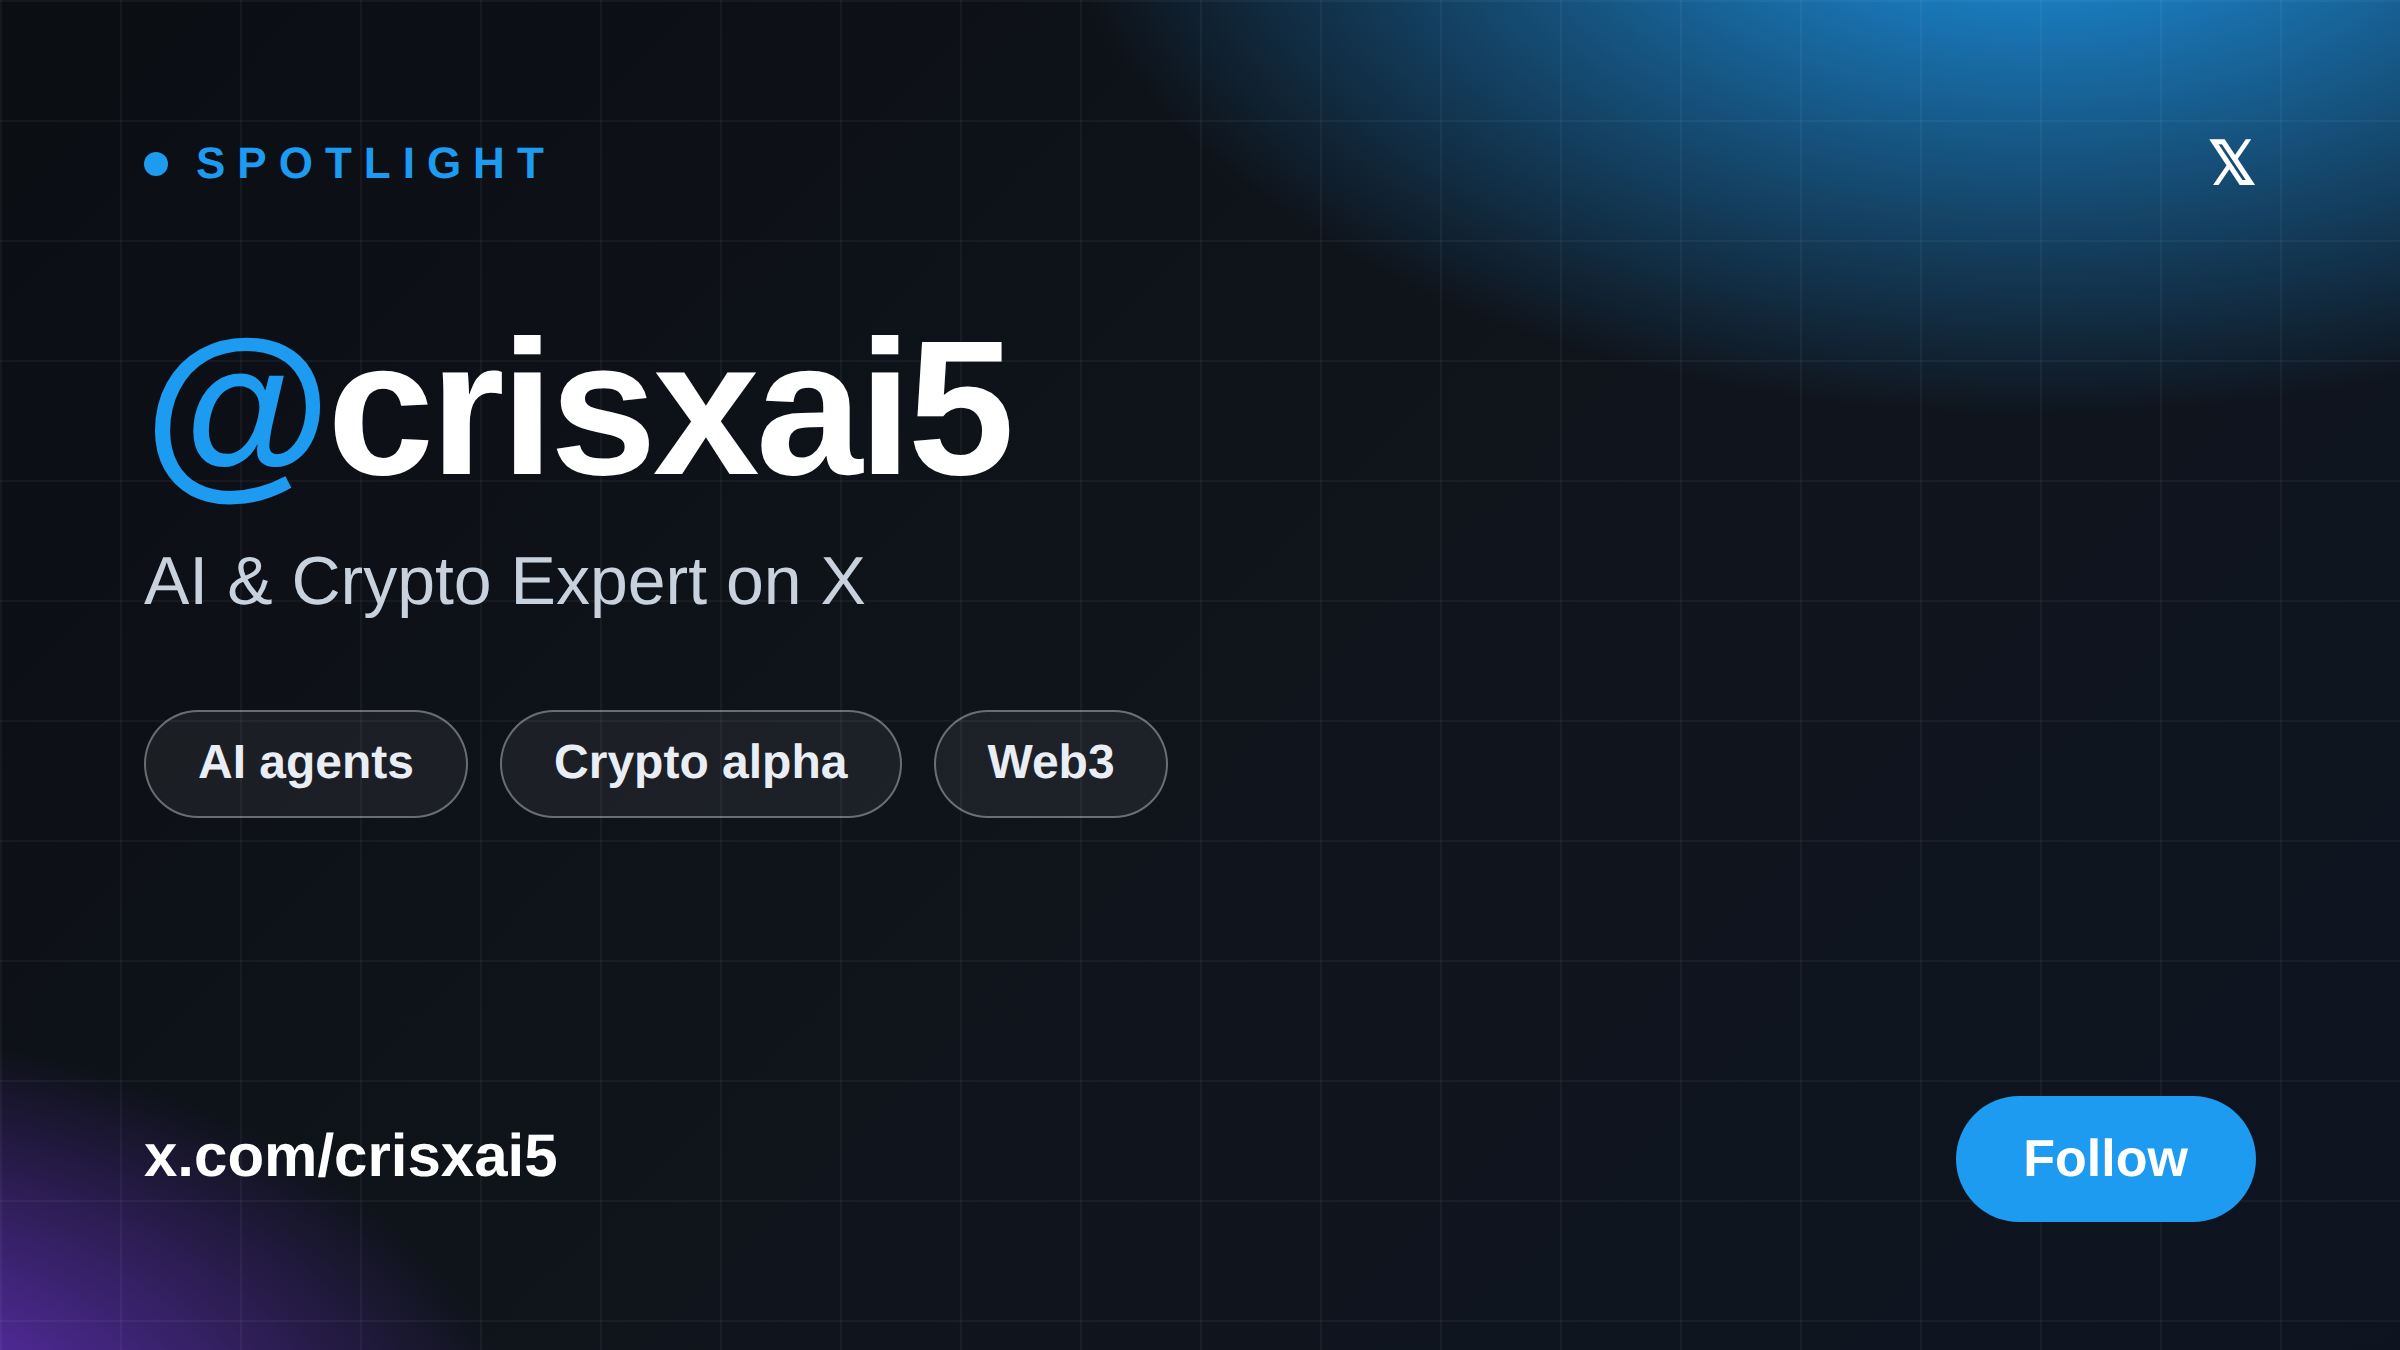 SPOTLIGHT
𝕏
@crisxai5
AI & Crypto Expert on X
AI agents
Crypto alpha
Web3
x.com/crisxai5
Follow